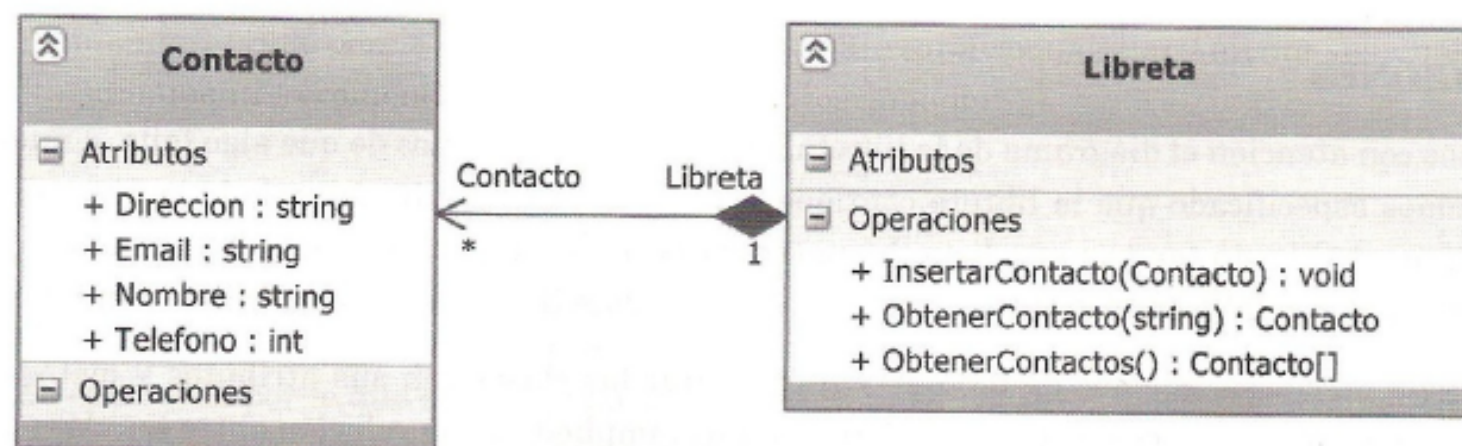 Contacto
Atributos
+ Direccion : string
+ Email : string
+ Nombre : string
+ Telefono : int
Operaciones
Contacto
*
Libreta
1
Libreta
Atributos
Operaciones
+ InsertarContacto(Contacto) : void
+ ObtenerContacto(string) : Contacto
+ ObtenerContactos() : Contacto[]